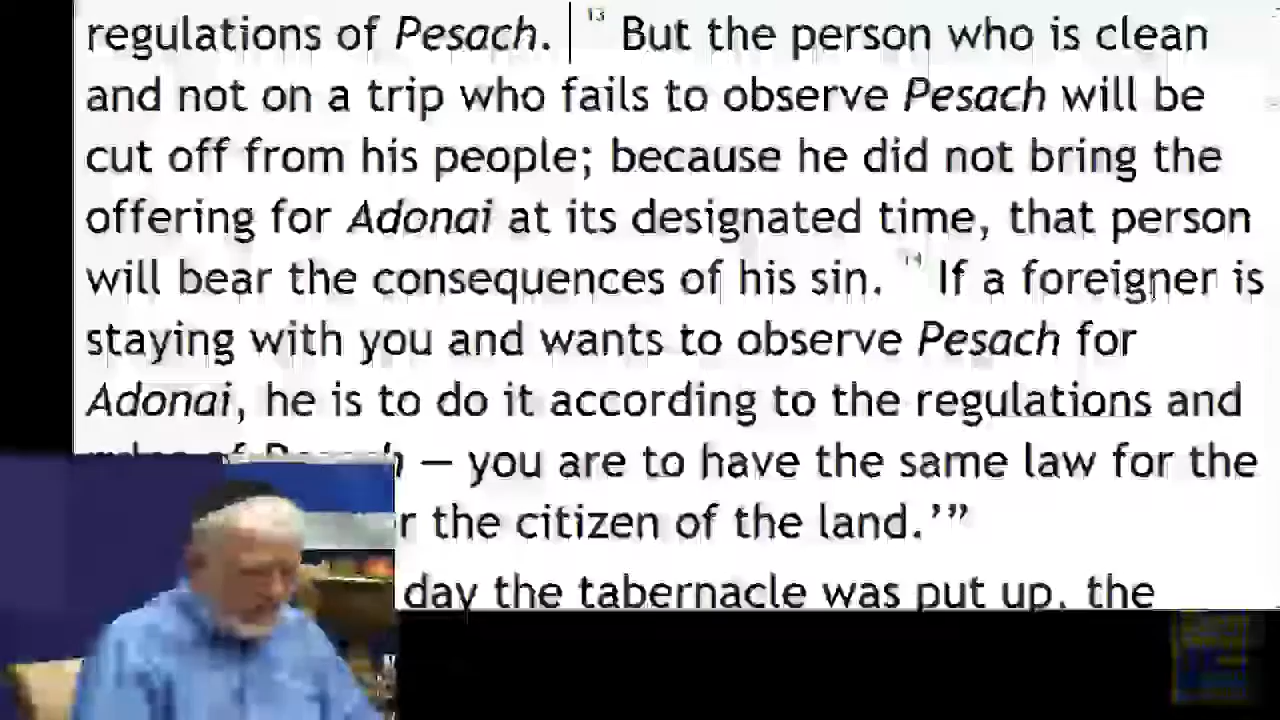 regulations of Pesach. 13 But the person who is clean
and not on a trip who fails to observe Pesach will be
cut off from his people; because he did not bring the
offering for Adonai at its designated time, that person
will bear the consequences of his sin. 14 If a foreigner is
staying with you and wants to observe Pesach for
Adonai, he is to do it according to the regulations and
— you are to have the same law for the
the citizen of the land.’”
day the tabernacle was put up, the